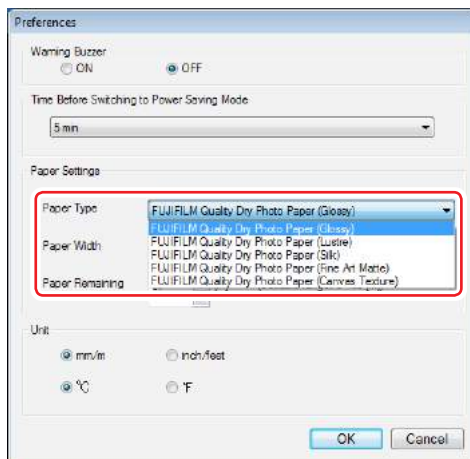 Preferences
Warning Buzzer
ON OFF
Time Before Switching to Power Saving Mode
5 min
Paper Settings
Paper Type FUJIFILM Quality Dry Photo Paper (Glossy)
FUJIFILM Quality Dry Photo Paper (Glossy)
Paper Width FUJIFILM Quality Dry Photo Paper (Lustre)
FUJIFILM Quality Dry Photo Paper (Silk)
FUJIFILM Quality Dry Photo Paper (Fine Art Matte)
Paper Remaining FUJIFILM Quality Dry Photo Paper (Canvas Texture)
Unit
mm/m inch/feet
°C °F
OK Cancel